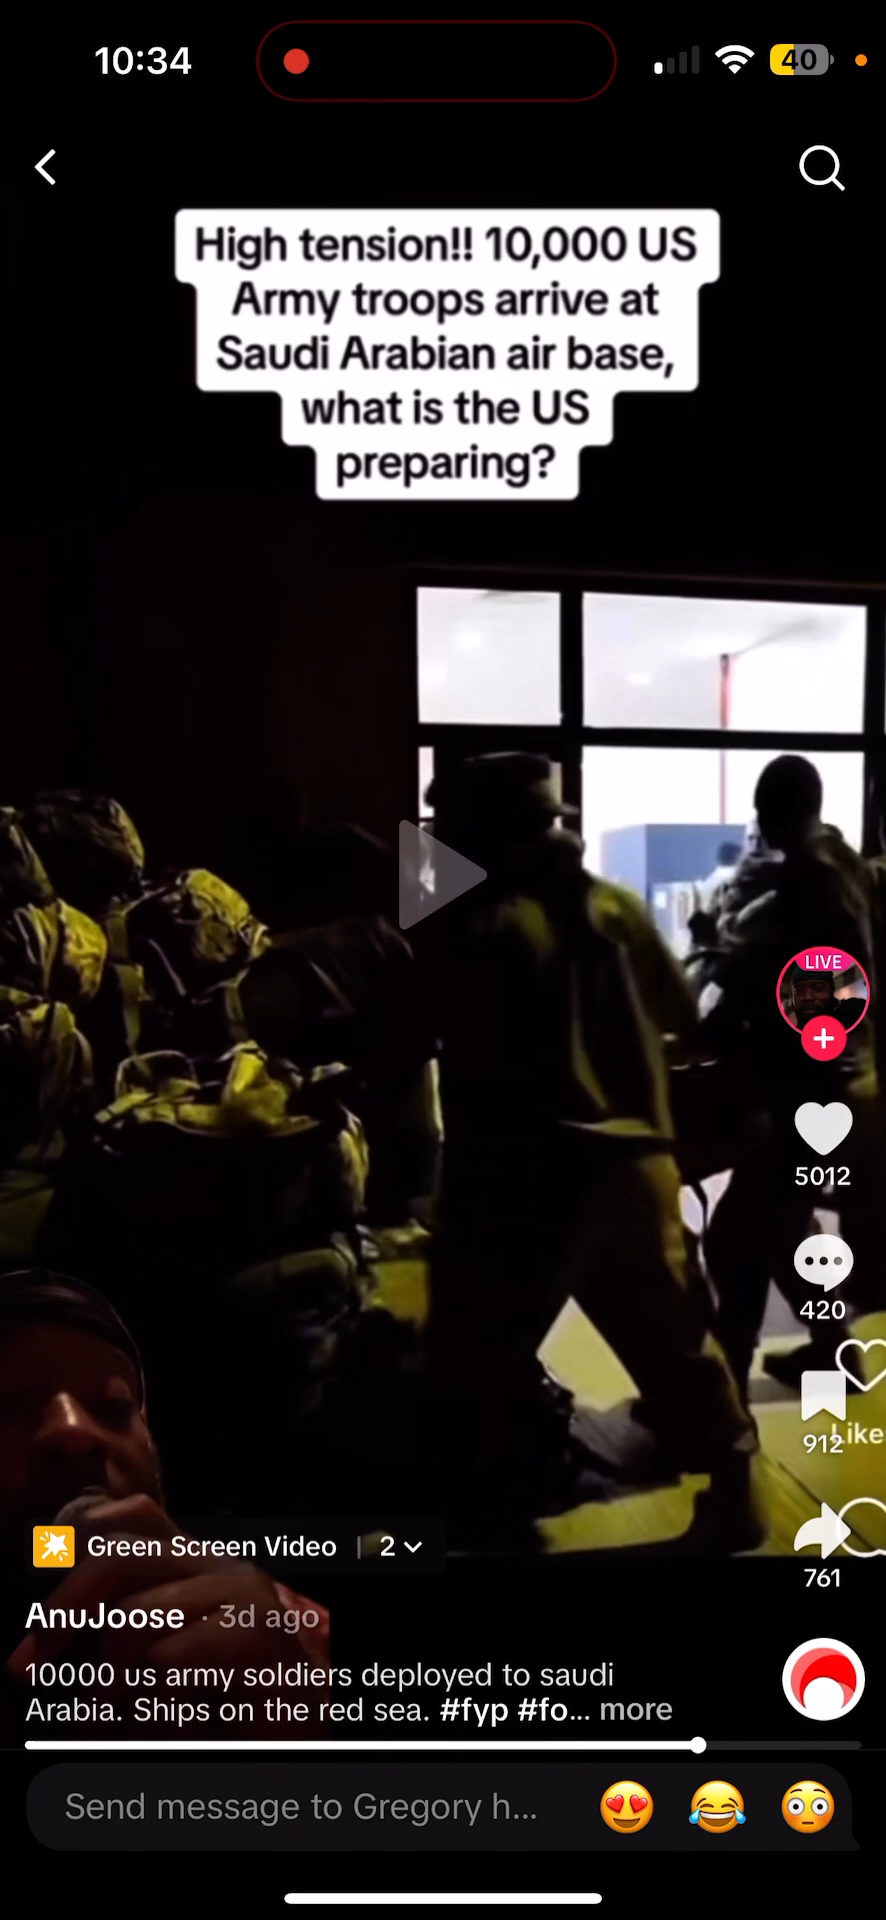 10:34
40
High tension!! 10,000 US
Army troops arrive at
Saudi Arabian air base,
what is the US
preparing?
LIVE
5012
420
912
Like
761
Green Screen Video | 2
AnuJoose · 3d ago
10000 us army soldiers deployed to saudi
Arabia. Ships on the red sea. #fyp #fo... more
Send message to Gregory h...